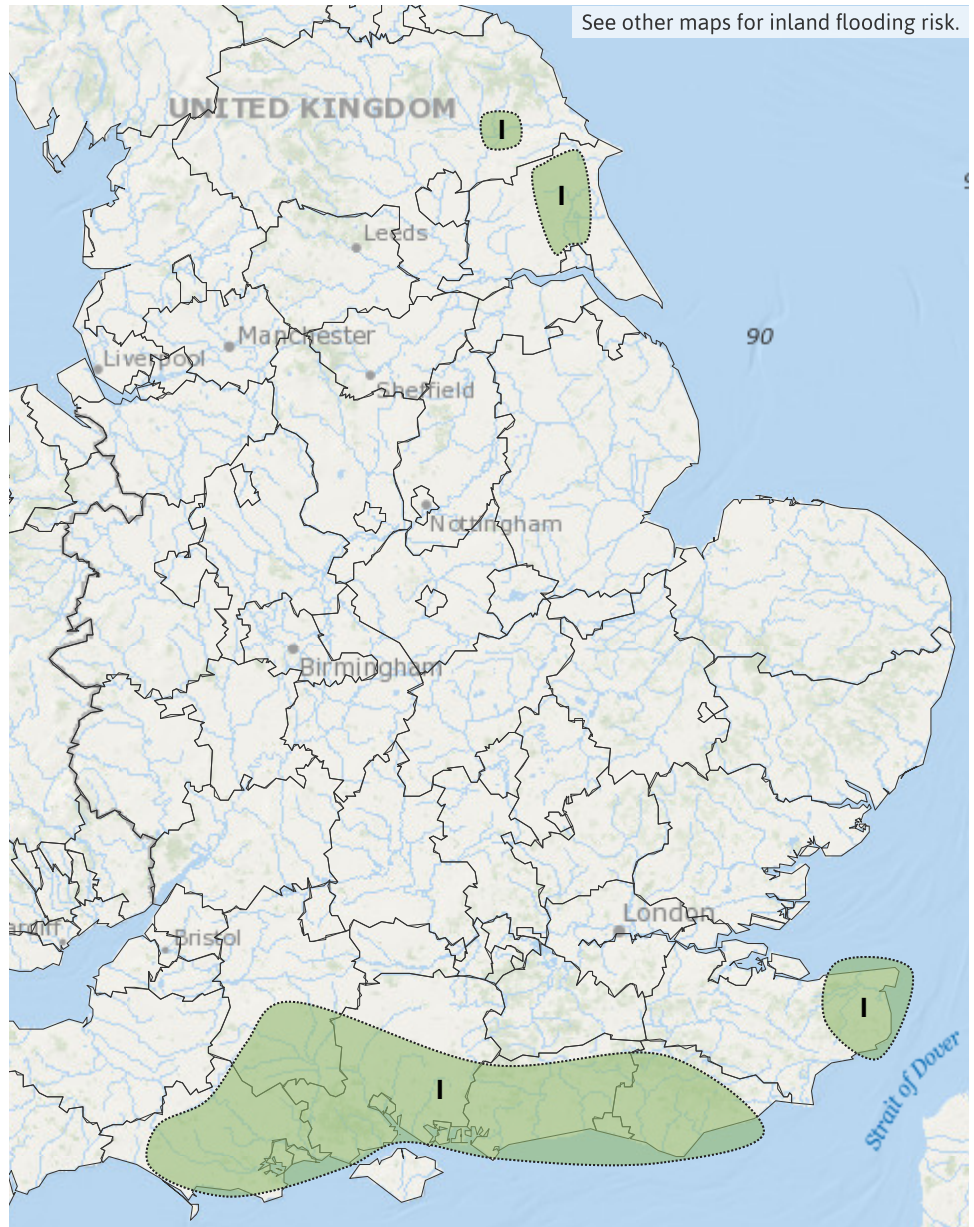 See other maps for inland flooding risk.
UNITED KINGDOM
I
I
Leeds
Manchester
90
Liverpool
Sheffield
Nottingham
Birmingham
London
Bristol
I
I
Strait of Dover